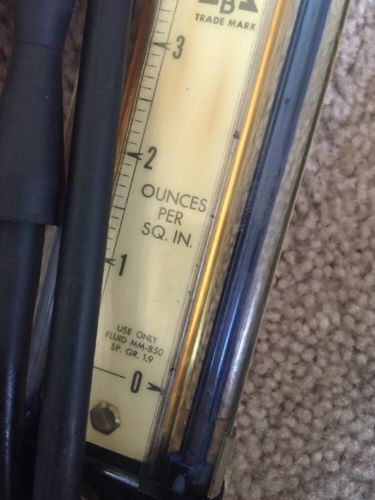 B
TRADE MARK
3
2
OUNCES
PER
SQ. IN.
1
USE ONLY
FLUID MM-850
SP. GR. 1.9
0